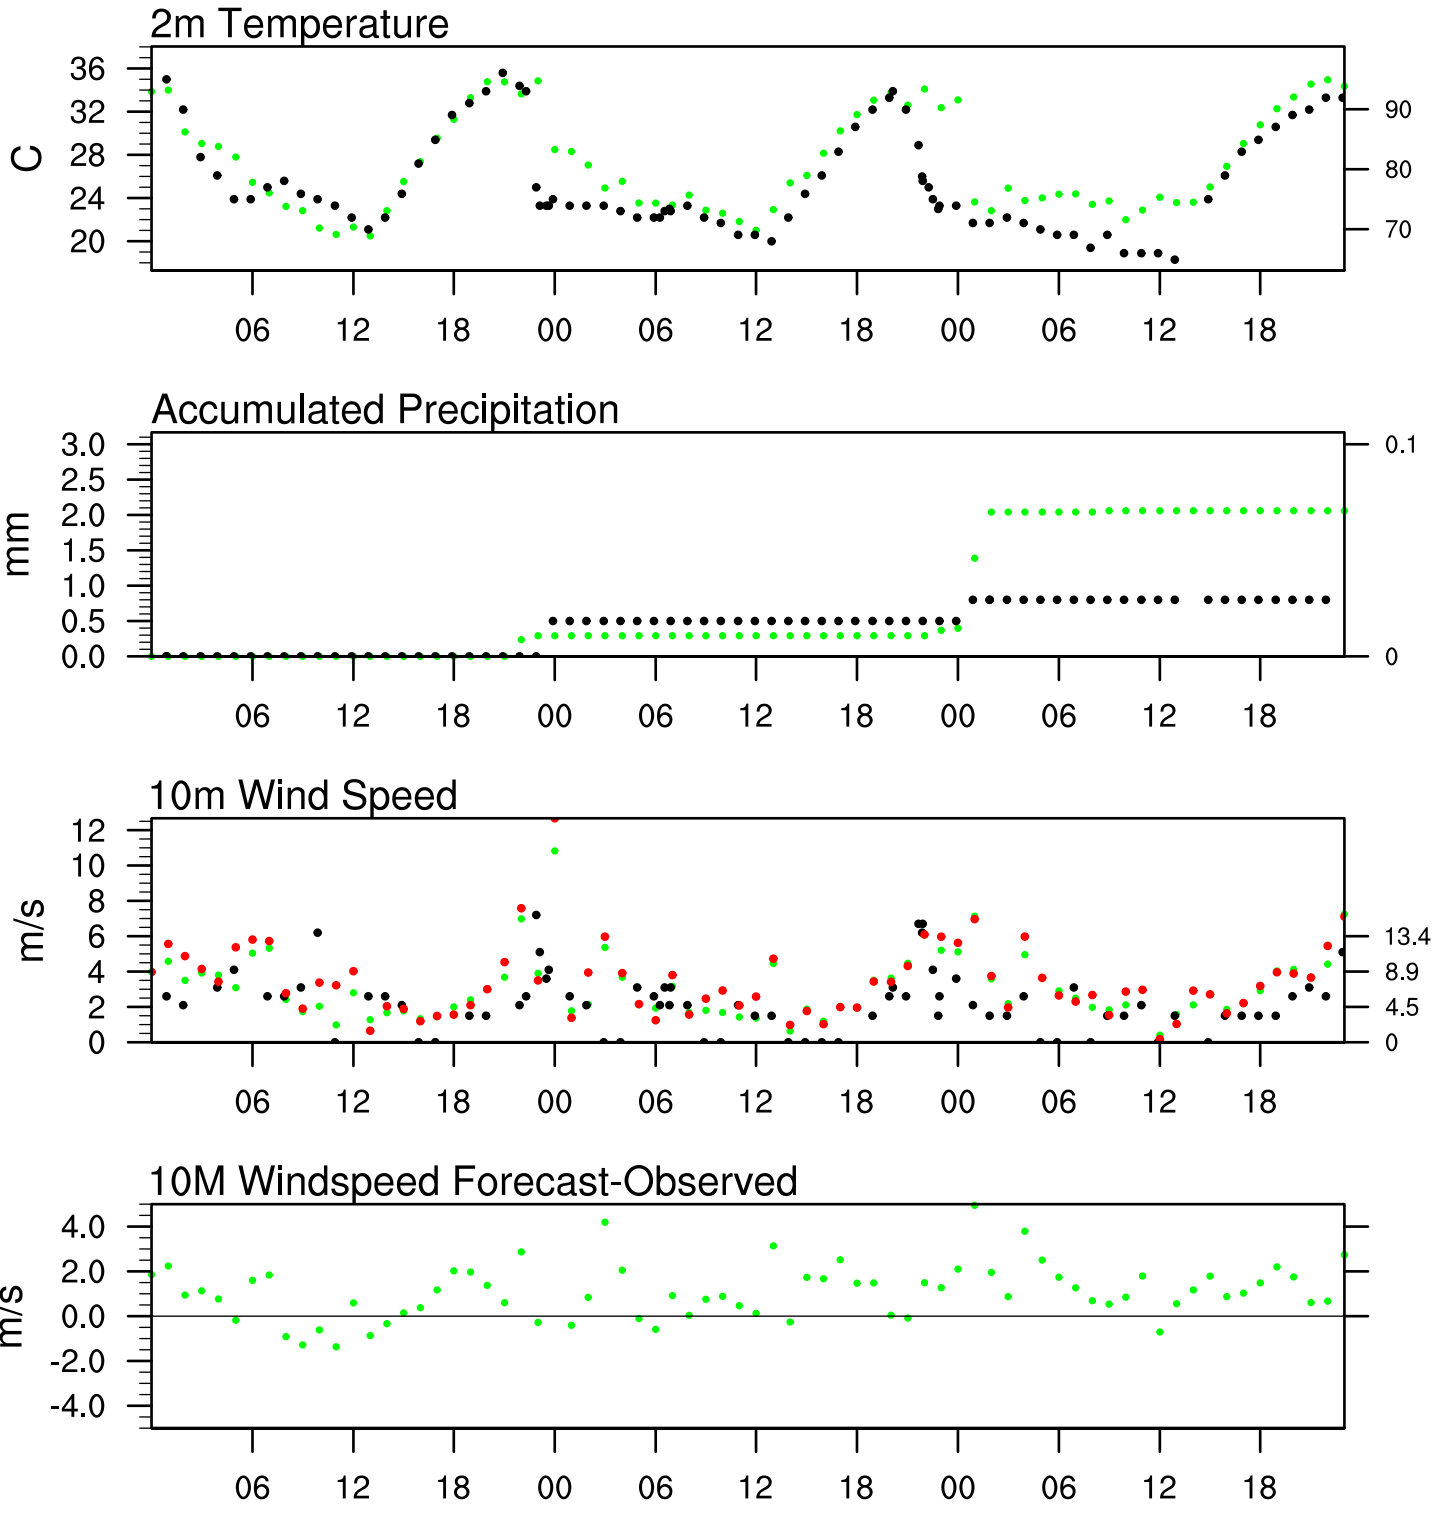 2m Temperature
36
32
28
24
20
C
90
80
70
06 12 18 00 06 12 18 00 06 12 18
Accumulated Precipitation
3.0
2.5
2.0
1.5
1.0
0.5
0.0
mm
0.1
0
06 12 18 00 06 12 18 00 06 12 18
10m Wind Speed
12
10
8
6
4
2
0
m/s
13.4
8.9
4.5
0
06 12 18 00 06 12 18 00 06 12 18
10M Windspeed Forecast-Observed
4.0
2.0
0.0
-2.0
-4.0
m/s
06 12 18 00 06 12 18 00 06 12 18